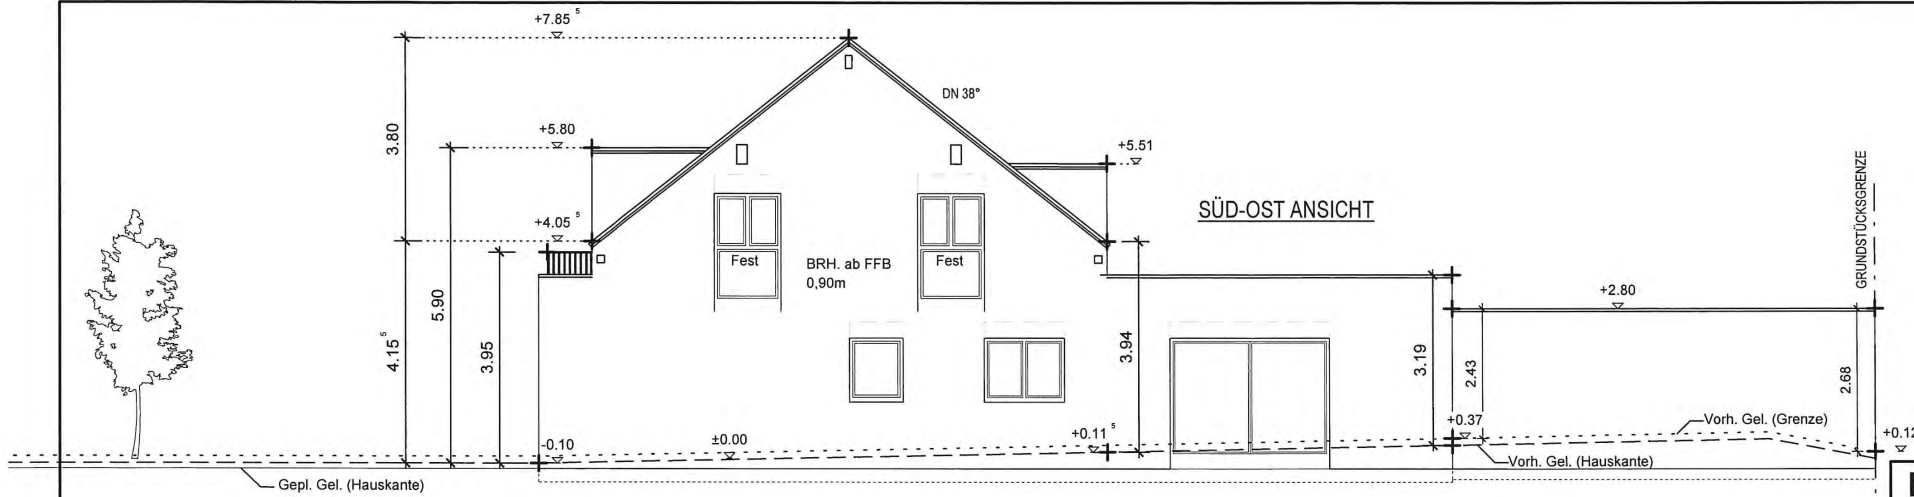 +7.85 5
3.80
+5.80
+4.05 5
5.90
4.15 5
3.95
-0.10
±0.00
DN 38°
Fest
BRH. ab FFB
0,90m
Fest
+5.51
SÜD-OST ANSICHT
3.94
+0.11 5
3.19
2.43
+0.37
+2.80
2.68
GRUNDSTÜCKSGRENZE
Vorh. Gel. (Grenze)
+0.12
Vorh. Gel. (Hauskante)
Gepl. Gel. (Hauskante)